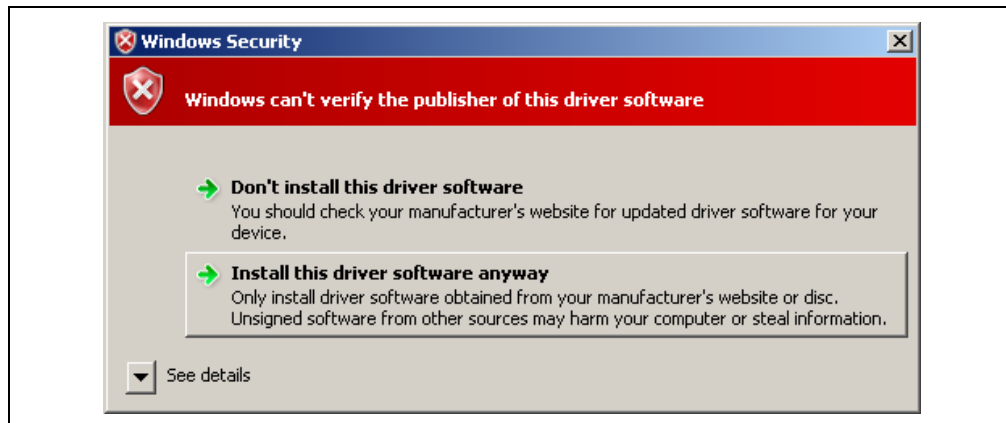 Windows Security
Windows can't verify the publisher of this driver software
Don't install this driver software
You should check your manufacturer's website for updated driver software for your
device.
Install this driver software anyway
Only install driver software obtained from your manufacturer's website or disc.
Unsigned software from other sources may harm your computer or steal information.
See details